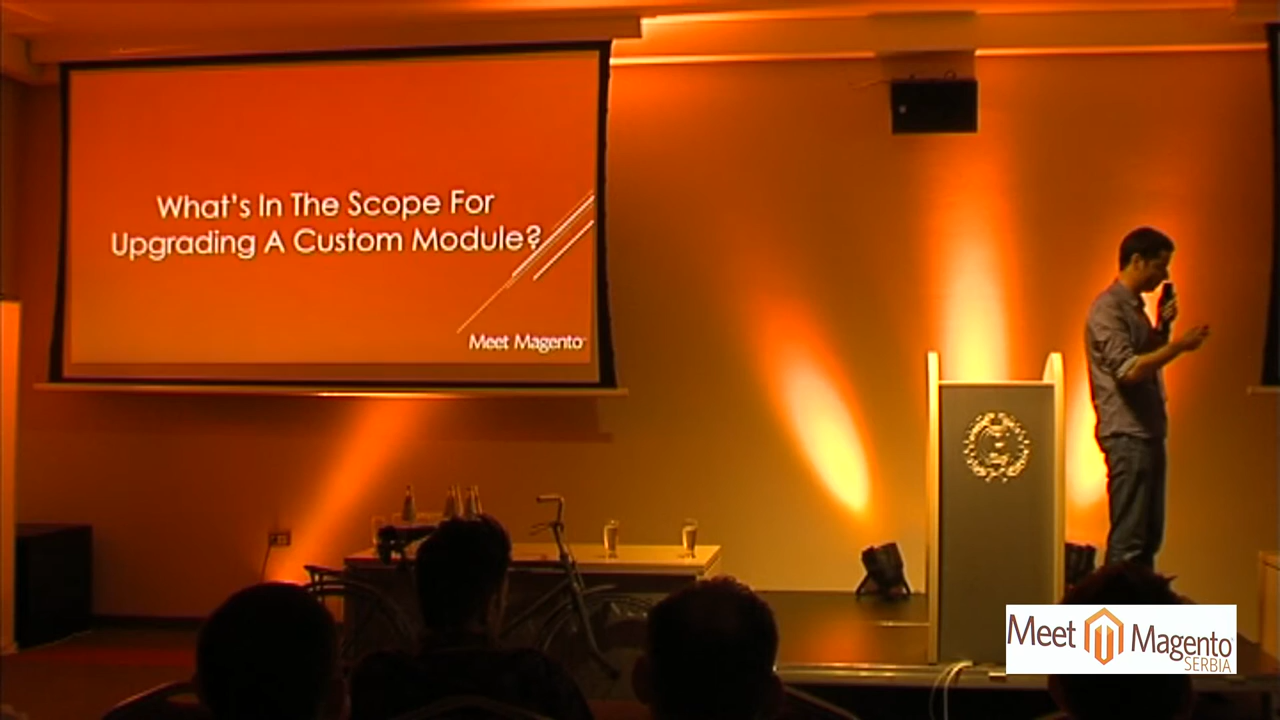 What's In The Scope For
Upgrading A Custom Module?
Meet Magento
Meet Magento
SERBIA